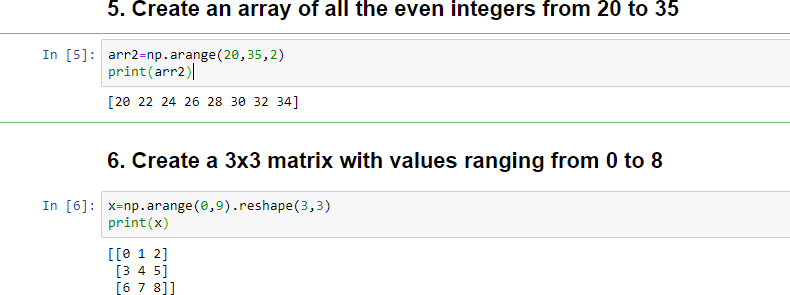 5. Create an array of all the even integers from 20 to 35
In [5]: arr2=np.arange(20,35,2)
print(arr2)
[20 22 24 26 28 30 32 34]
6. Create a 3x3 matrix with values ranging from 0 to 8
In [6]: x=np.arange(0,9).reshape(3,3)
print(x)
[[0 1 2]
[3 4 5]
[6 7 8]]